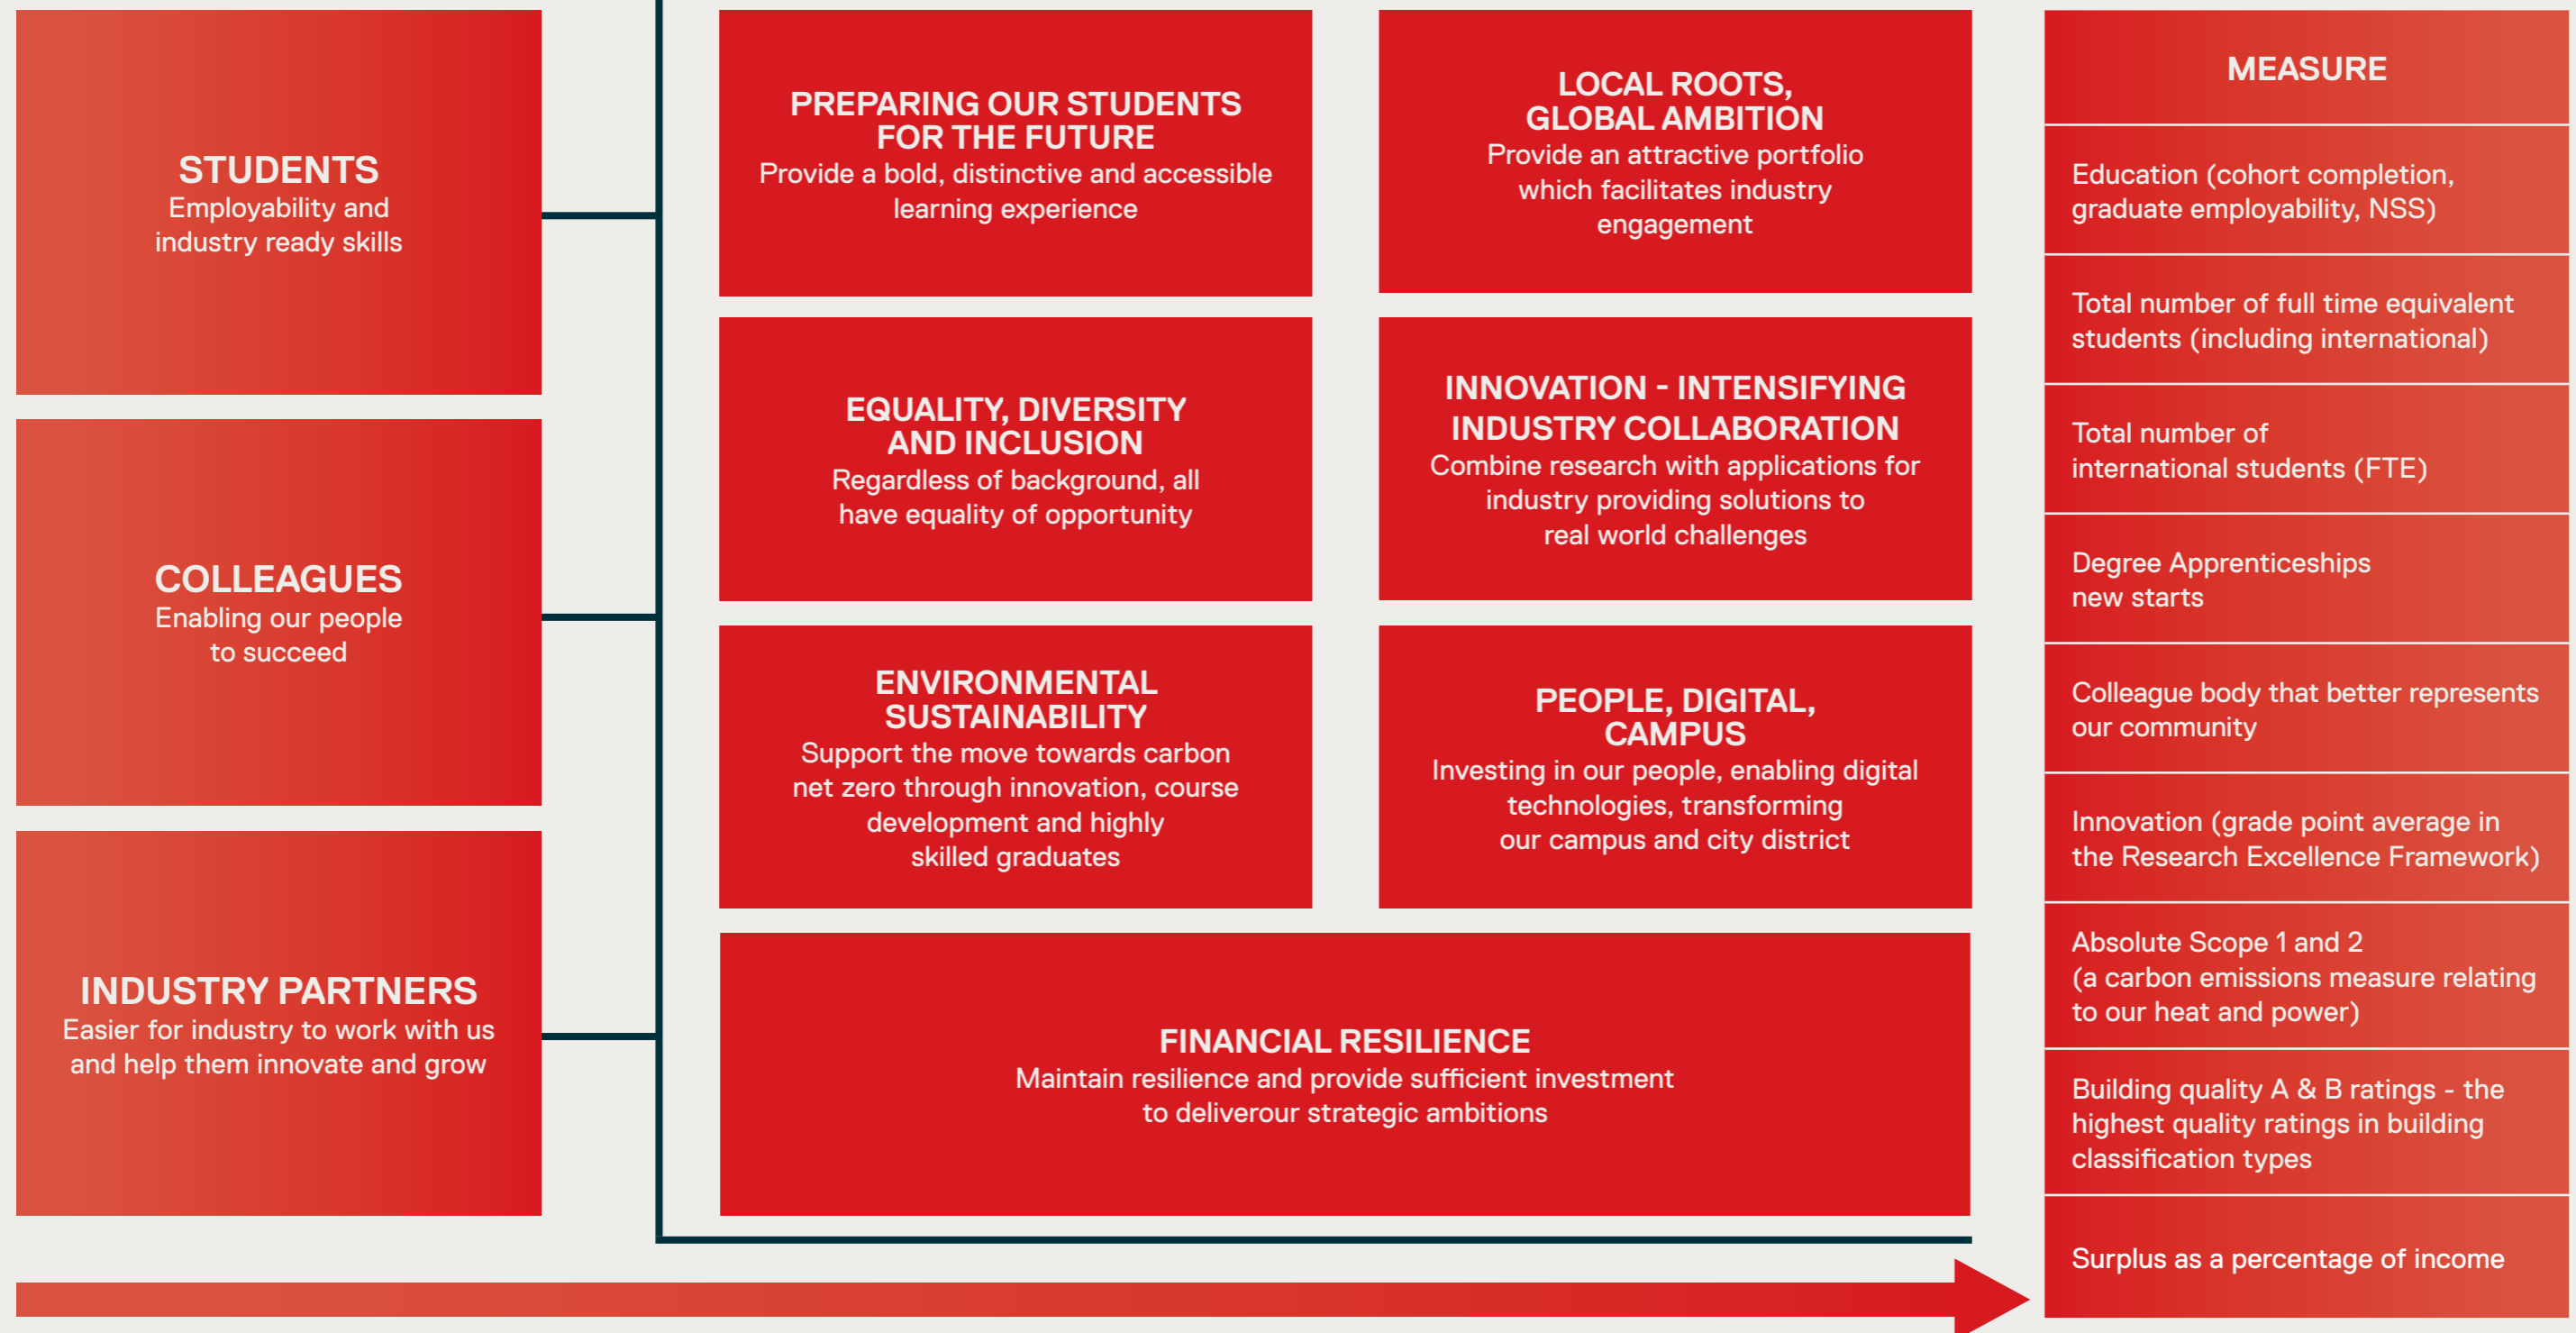 STUDENTS
Employability and
industry ready skills
COLLEAGUES
Enabling our people
to succeed
INDUSTRY PARTNERS
Easier for industry to work with us
and help them innovate and grow
PREPARING OUR STUDENTS
FOR THE FUTURE
Provide a bold, distinctive and accessible
learning experience
LOCAL ROOTS,
GLOBAL AMBITION
Provide an attractive portfolio
which facilitates industry
engagement
EQUALITY, DIVERSITY
AND INCLUSION
Regardless of background, all
have equality of opportunity
INNOVATION - INTENSIFYING
INDUSTRY COLLABORATION
Combine research with applications for
industry providing solutions to
real world challenges
ENVIRONMENTAL
SUSTAINABILITY
Support the move towards carbon
net zero through innovation, course
development and highly
skilled graduates
PEOPLE, DIGITAL,
CAMPUS
Investing in our people, enabling digital
technologies, transforming
our campus and city district
FINANCIAL RESILIENCE
Maintain resilience and provide sufficient investment
to deliverour strategic ambitions
MEASURE
Education (cohort completion,
graduate employability, NSS)
Total number of full time equivalent
students (including international)
Total number of
international students (FTE)
Degree Apprenticeships
new starts
Colleague body that better represents
our community
Innovation (grade point average in
the Research Excellence Framework)
Absolute Scope 1 and 2
(a carbon emissions measure relating
to our heat and power)
Building quality A & B ratings - the
highest quality ratings in building
classification types
Surplus as a percentage of income